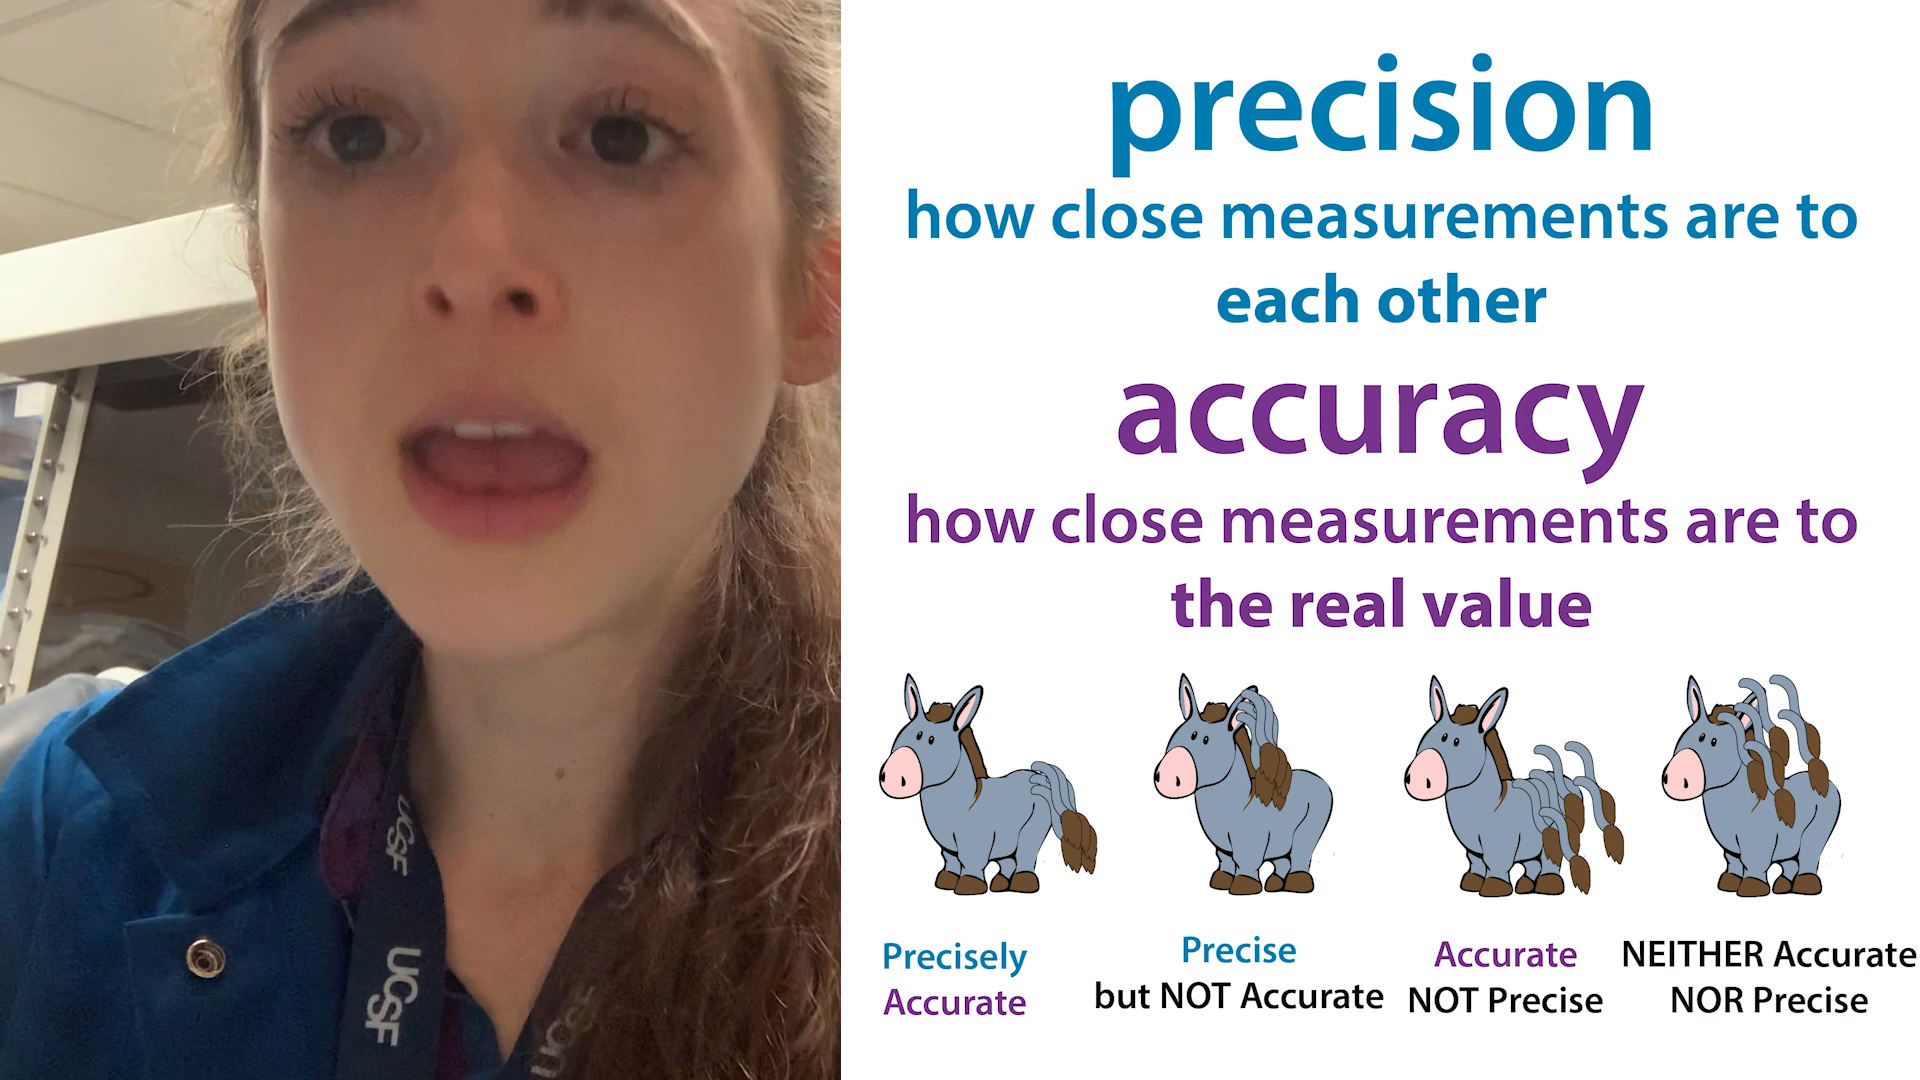 precision
how close measurements are to
each other
accuracy
how close measurements are to
the real value
Precisely
Accurate
Precise
but NOT Accurate
Accurate
NOT Precise
NEITHER Accurate
NOR Precise
UCSF
UCSF
UCSF